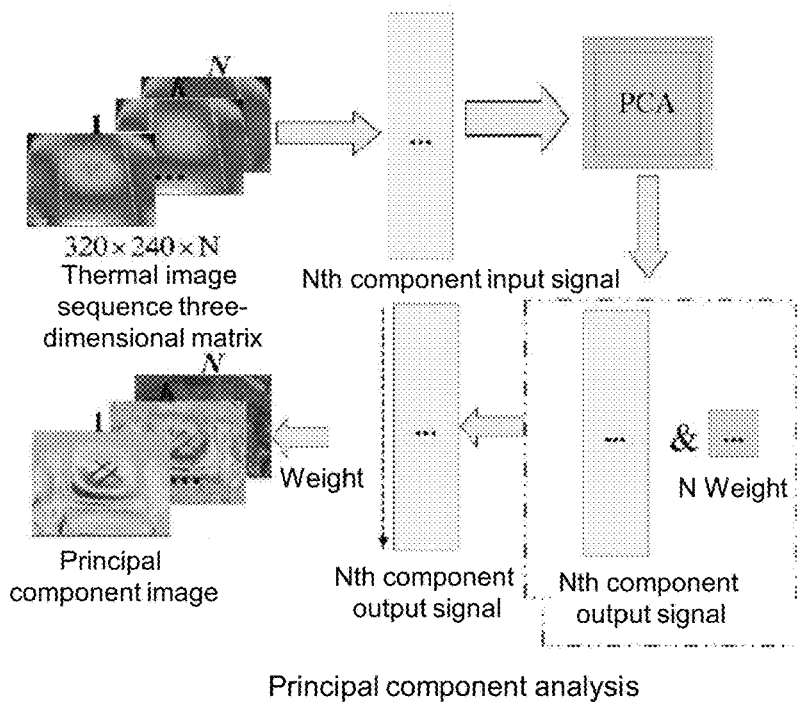 N
1
...
320 × 240 × N
Thermal image
sequence three-
dimensional matrix
...
Nth component input signal
PCA
N
1
...
Principal
component image
Weight
...
Nth component
output signal
...
&
...
N Weight
Nth component
output signal
Principal component analysis